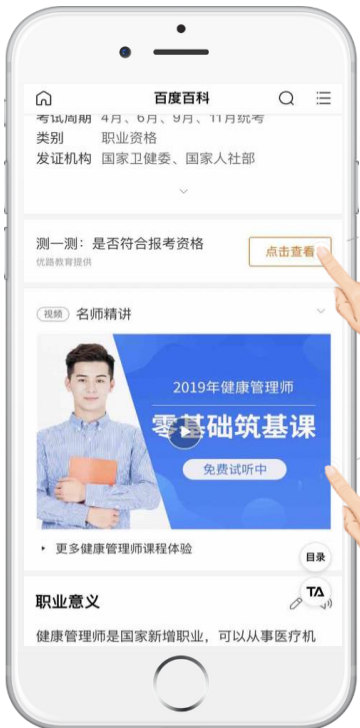 百度百科
考试周期 4月、6月、9月、11月统考
类别 职业资格
发证机构 国家卫健委、国家人社部
测一测：是否符合报考资格
点击查看
优路教育提供
视频 名师精讲
2019年健康管理师
零基础筑基课
免费试听中
更多健康管理师课程体验
目录
职业意义
健康管理师是国家新增职业，可以从事医疗机